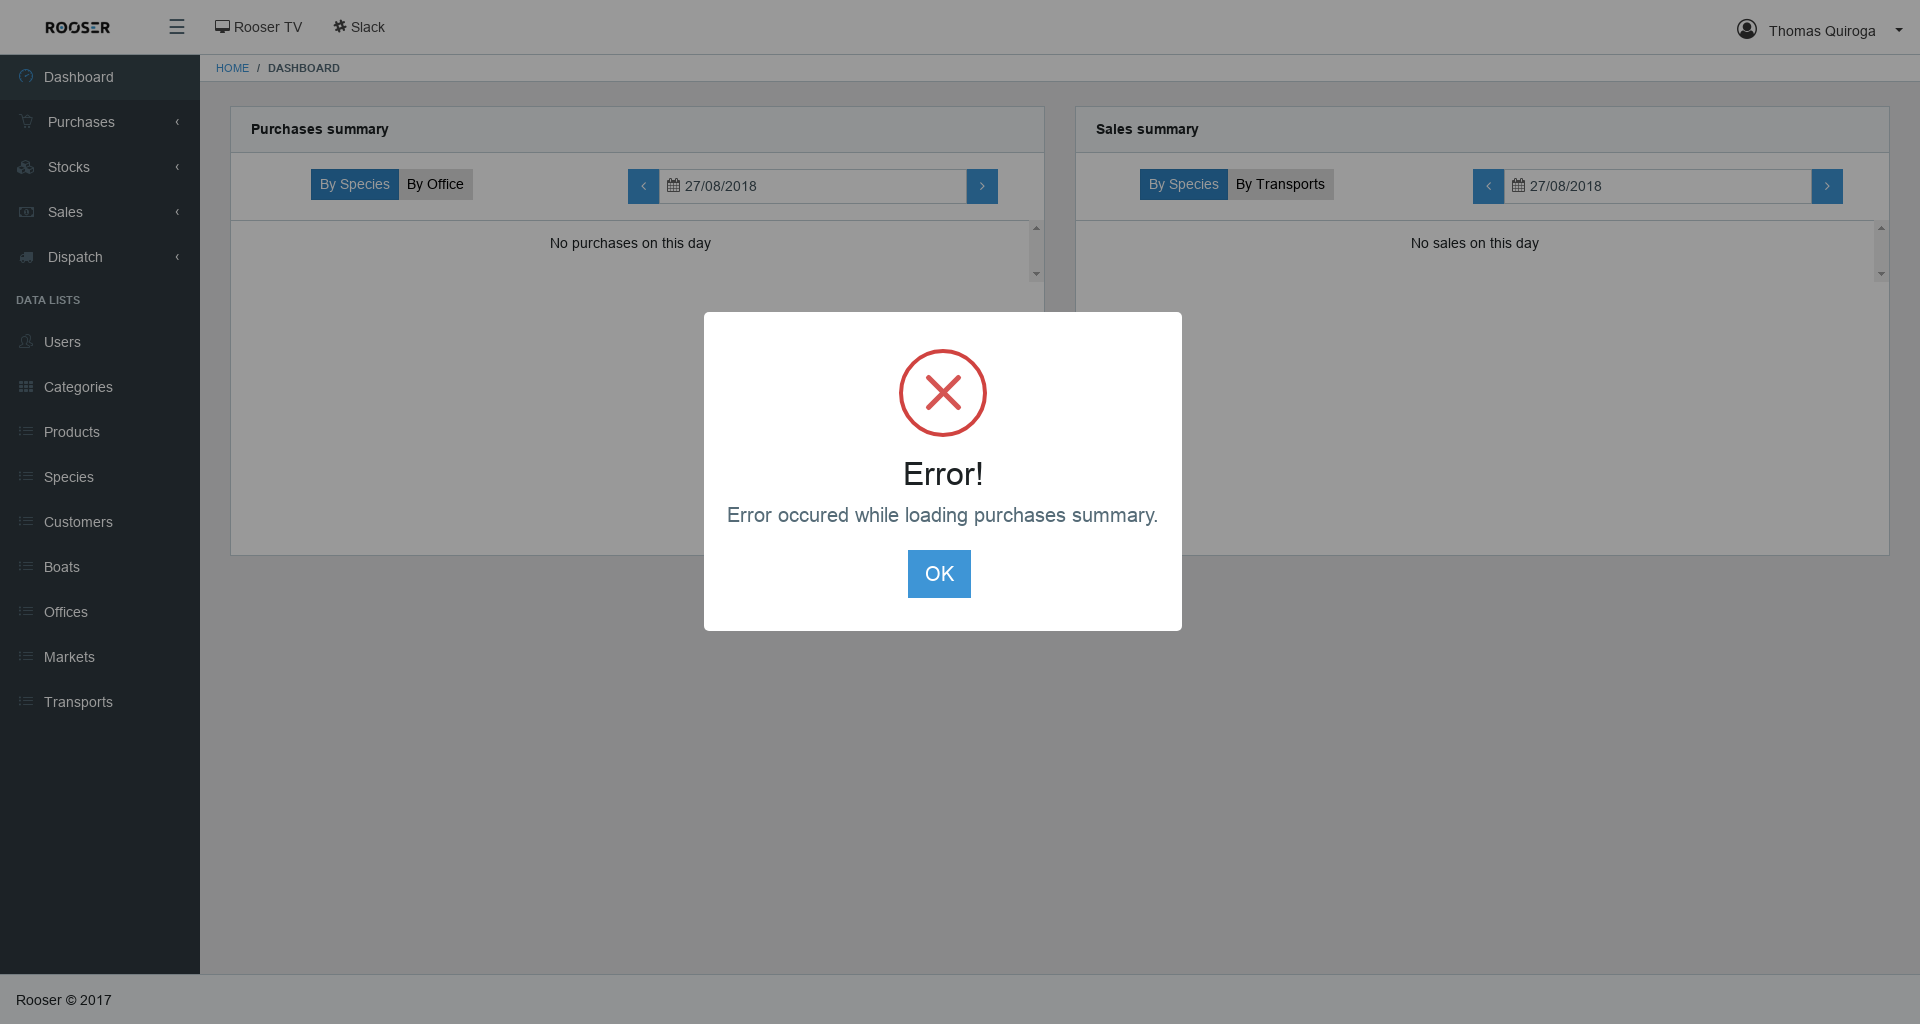 ROOSER
Rooser TV
Slack
Thomas Quiroga
HOME / DASHBOARD
Dashboard
Purchases
Stocks
Sales
Dispatch
DATA LISTS
Users
Categories
Products
Species
Customers
Boats
Offices
Markets
Transports
Purchases summary
By Species By Office
27/08/2018
No purchases on this day
Sales summary
By Species By Transports
27/08/2018
No sales on this day
Error!
Error occured while loading purchases summary.
OK
Rooser © 2017